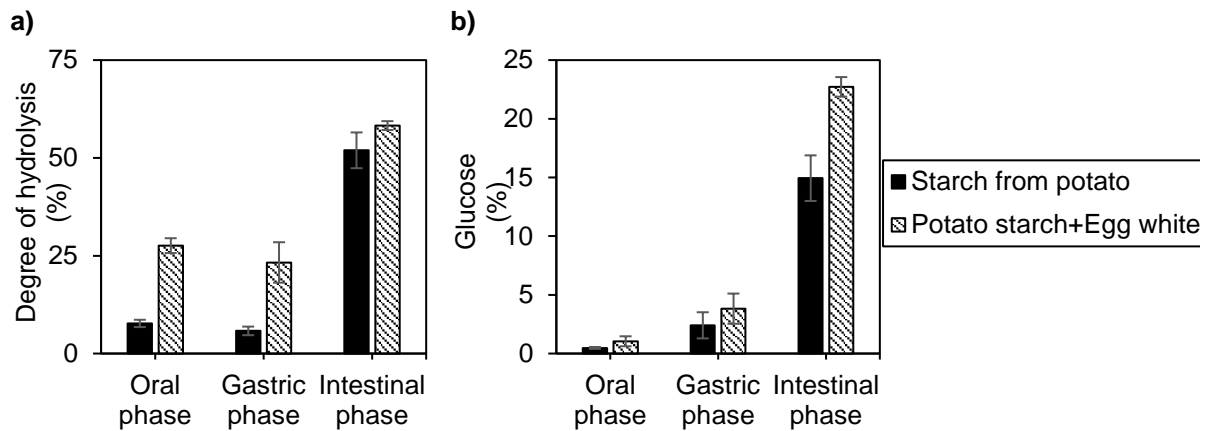 a)
Degree of hydrolysis
(%)
75
50
25
0
Oral
phase
Gastric
phase
Intestinal
phase
b)
Glucose
(%)
25
20
15
10
5
0
Oral
phase
Gastric
phase
Intestinal
phase
Starch from potato
Potato starch+Egg white